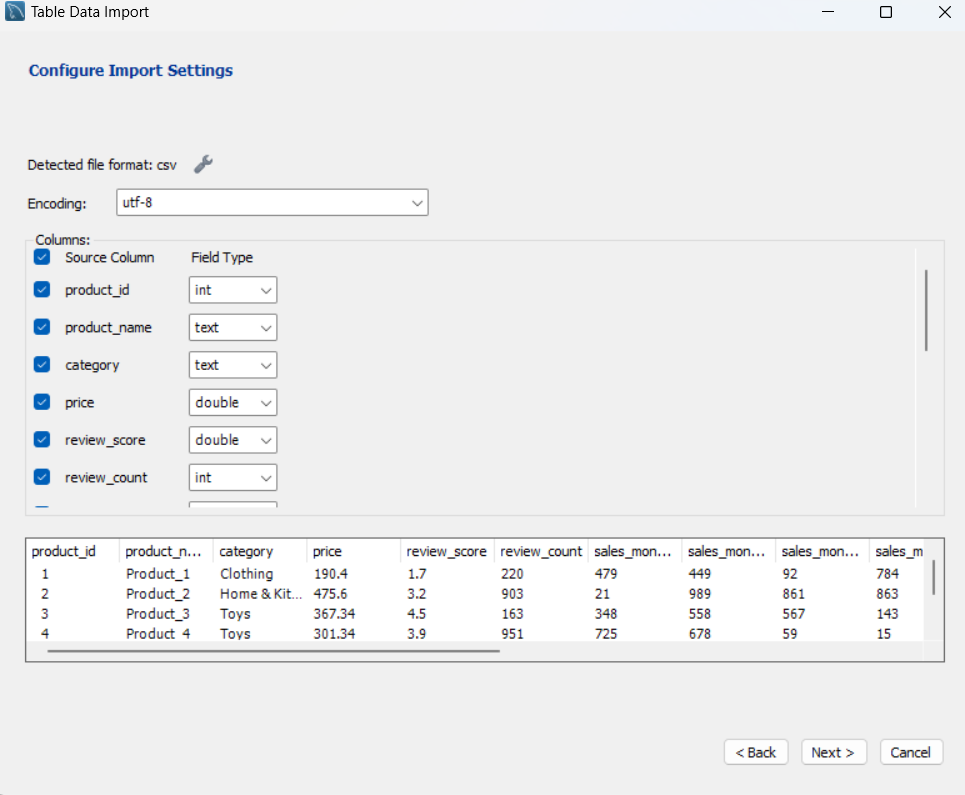 Table Data Import
Configure Import Settings
Detected file format: csv
Encoding: utf-8
Columns:
Source Column Field Type
product_id int
product_name text
category text
price double
review_score double
review_count int
product_id product_n... category price review_score review_count sales_mon... sales_mon... sales_mon... sales_m
1 Product_1 Clothing 190.4 1.7 220 479 449 92 784
2 Product_2 Home & Kit... 475.6 3.2 903 21 989 861 863
3 Product_3 Toys 367.34 4.5 163 348 558 567 143
4 Product_4 Toys 301.34 3.9 951 725 678 59 15
< Back Next > Cancel